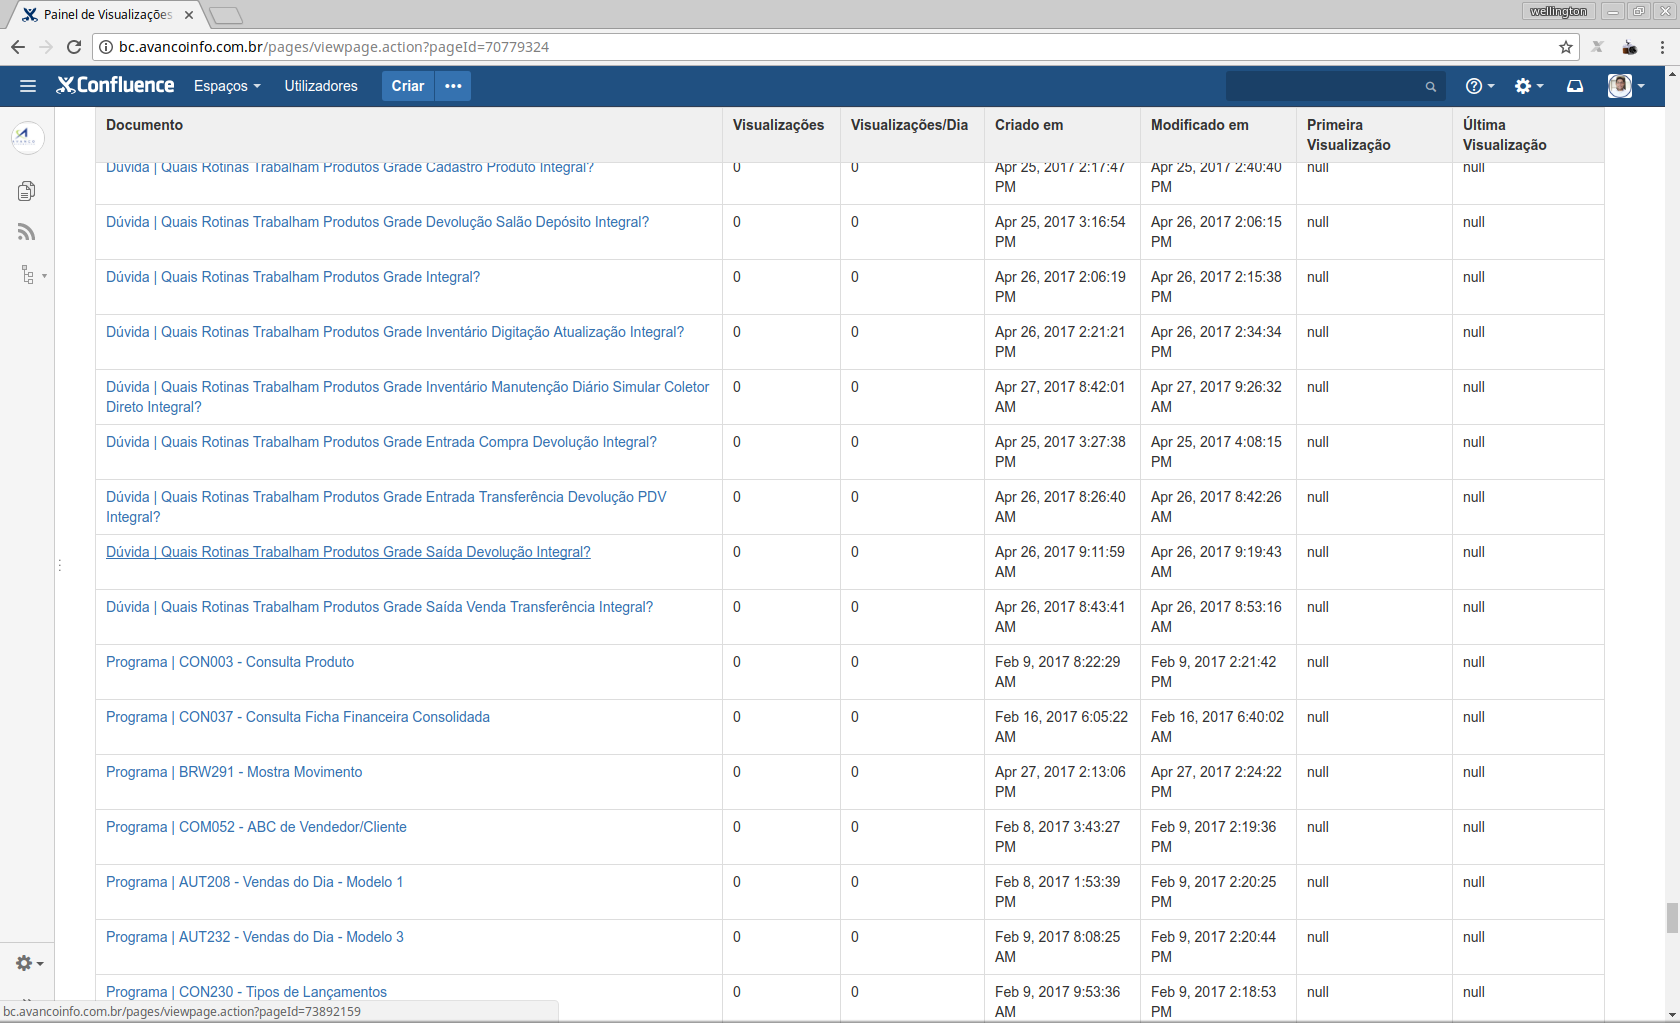 Painel de Visualizações
wellington
bc.avancoinfo.com.br/pages/viewpage.action?pageId=70779324
Confluence Espaços Utilizadores Criar
Documento Visualizações Visualizações/Dia Criado em Modificado em Primeira Última
Visualização Visualização
Dúvida | Quais Rotinas Trabalham Produtos Grade Cadastro Produto Integral? 0 0 Apr 25, 2017 2:17:47 Apr 25, 2017 2:40:40 null null
PM PM
Dúvida | Quais Rotinas Trabalham Produtos Grade Devolução Salão Depósito Integral? 0 0 Apr 25, 2017 3:16:54 Apr 26, 2017 2:06:15 null null
PM PM
Dúvida | Quais Rotinas Trabalham Produtos Grade Integral? 0 0 Apr 26, 2017 2:06:19 Apr 26, 2017 2:15:38 null null
PM PM
Dúvida | Quais Rotinas Trabalham Produtos Grade Inventário Digitação Atualização Integral? 0 0 Apr 26, 2017 2:21:21 Apr 26, 2017 2:34:34 null null
PM PM
Dúvida | Quais Rotinas Trabalham Produtos Grade Inventário Manutenção Diário Simular Coletor 0 0 Apr 27, 2017 8:42:01 Apr 27, 2017 9:26:32 null null
Direto Integral? AM AM
Dúvida | Quais Rotinas Trabalham Produtos Grade Entrada Compra Devolução Integral? 0 0 Apr 25, 2017 3:27:38 Apr 25, 2017 4:08:15 null null
PM PM
Dúvida | Quais Rotinas Trabalham Produtos Grade Entrada Transferência Devolução PDV 0 0 Apr 26, 2017 8:26:40 Apr 26, 2017 8:42:26 null null
Integral? AM AM
Dúvida | Quais Rotinas Trabalham Produtos Grade Saída Devolução Integral? 0 0 Apr 26, 2017 9:11:59 Apr 26, 2017 9:19:43 null null
AM AM
Dúvida | Quais Rotinas Trabalham Produtos Grade Saída Venda Transferência Integral? 0 0 Apr 26, 2017 8:43:41 Apr 26, 2017 8:53:16 null null
AM AM
Programa | CON003 - Consulta Produto 0 0 Feb 9, 2017 8:22:29 Feb 9, 2017 2:21:42 null null
AM PM
Programa | CON037 - Consulta Ficha Financeira Consolidada 0 0 Feb 16, 2017 6:05:22 Feb 16, 2017 6:40:02 null null
AM AM
Programa | BRW291 - Mostra Movimento 0 0 Apr 27, 2017 2:13:06 Apr 27, 2017 2:24:22 null null
PM PM
Programa | COM052 - ABC de Vendedor/Cliente 0 0 Feb 8, 2017 3:43:27 Feb 9, 2017 2:19:36 null null
PM PM
Programa | AUT208 - Vendas do Dia - Modelo 1 0 0 Feb 8, 2017 1:53:39 Feb 9, 2017 2:20:25 null null
PM PM
Programa | AUT232 - Vendas do Dia - Modelo 3 0 0 Feb 9, 2017 8:08:25 Feb 9, 2017 2:20:44 null null
AM PM
Programa | CON230 - Tipos de Lançamentos 0 0 Feb 9, 2017 9:53:36 Feb 9, 2017 2:18:53 null null
AM PM
bc.avancoinfo.com.br/pages/viewpage.action?pageId=73892159